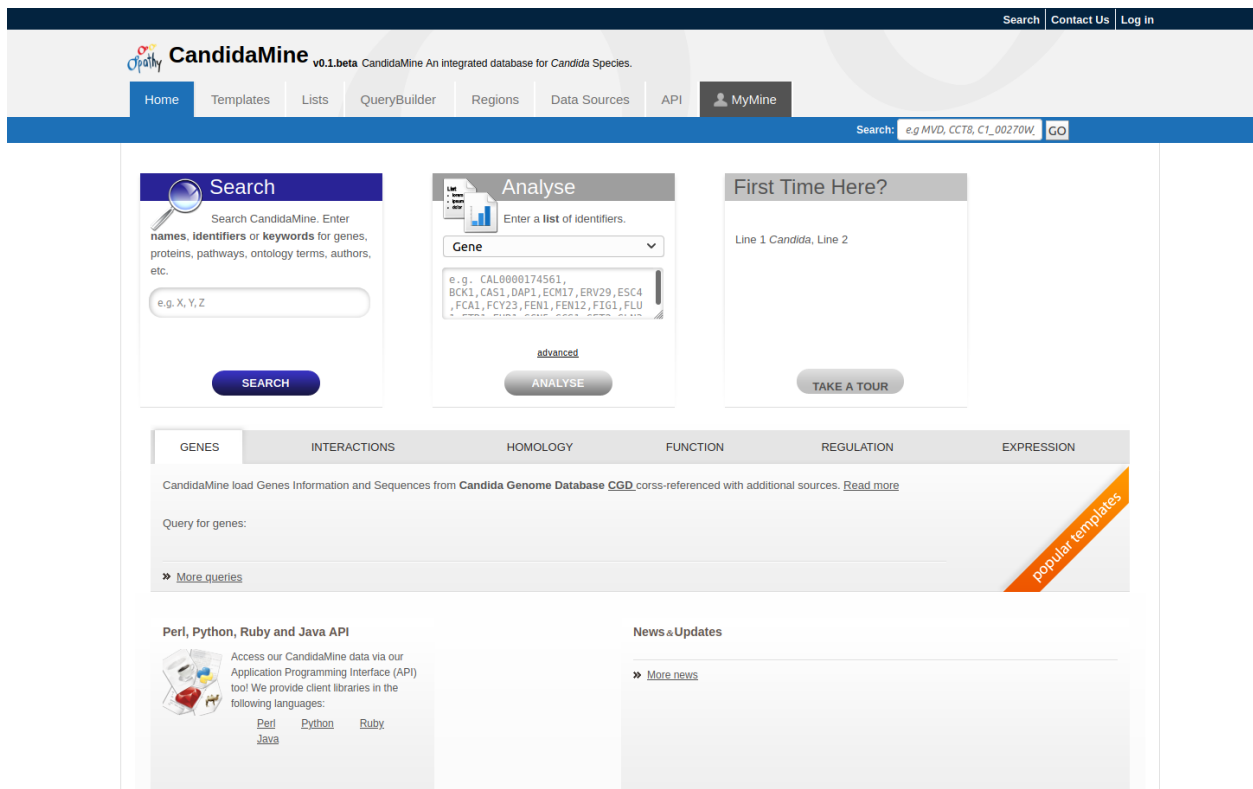 Search Contact Us Log in
Opathy CandidaMine v0.1.beta CandidaMine An integrated database for Candida Species.
Home Templates Lists QueryBuilder Regions Data Sources API MyMine
Search: e.g MVD, CCT8, C1_00270W, GO
Search
Search CandidaMine. Enter
names, identifiers or keywords for genes,
proteins, pathways, ontology terms, authors,
etc.
e.g. X, Y, Z
SEARCH
List
Analyse
Enter a list of identifiers.
Gene
e.g. CAL0000174561,
BCK1,CAS1,DAP1,ECM17,ERV29,ESC4
,FCA1,FCY23,FEN1,FEN12,FIG1,FLU
advanced
ANALYSE
First Time Here?
Line 1 Candida, Line 2
TAKE A TOUR
GENES INTERACTIONS HOMOLOGY FUNCTION REGULATION EXPRESSION
CandidaMine load Genes Information and Sequences from Candida Genome Database CGD corss-referenced with additional sources. Read more
Query for genes:
popular templates
» More queries
Perl, Python, Ruby and Java API
Access our CandidaMine data via our
Application Programming Interface (API)
too! We provide client libraries in the
following languages:
Perl Python Ruby
Java
News & Updates
» More news